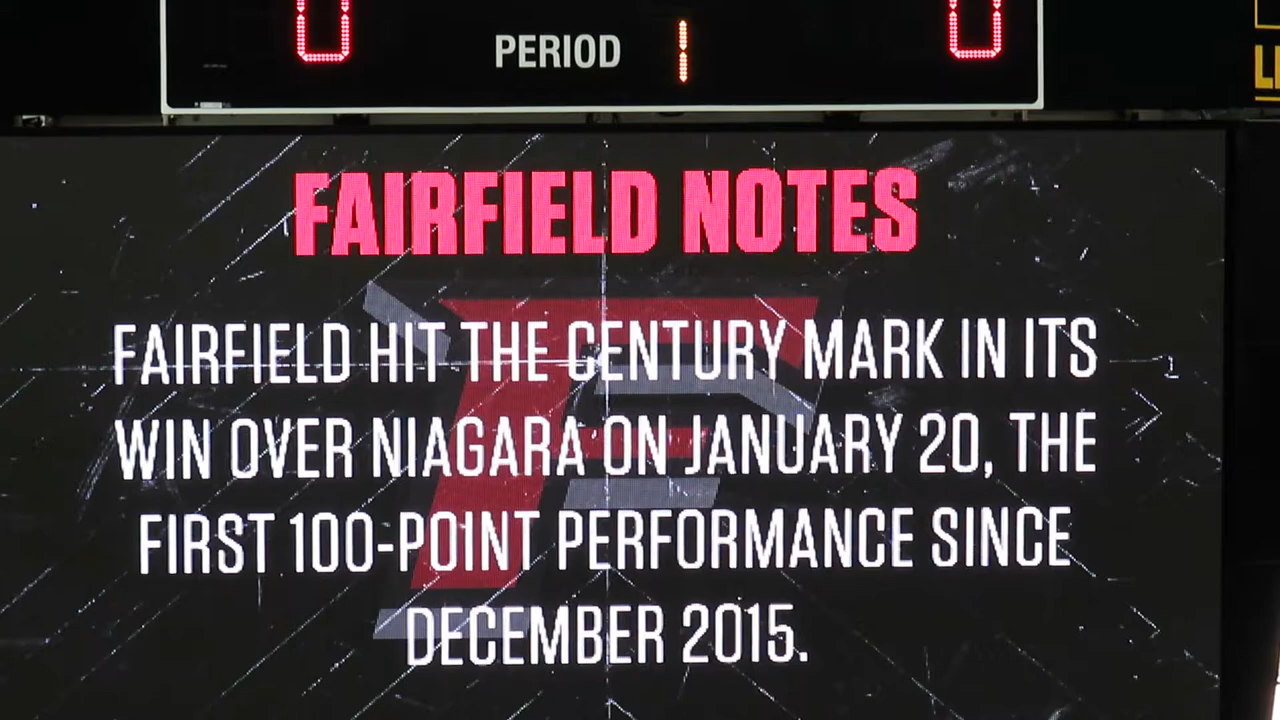 0 0
PERIOD 1
FAIRFIELD NOTES
FAIRFIELD HIT THE CENTURY MARK IN ITS
WIN OVER NIAGARA ON JANUARY 20, THE
FIRST 100-POINT PERFORMANCE SINCE
DECEMBER 2015.